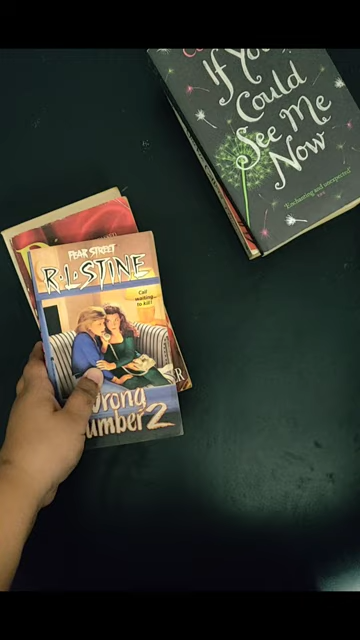 If You
Could
See Me
Now
"Enchanting and unexpected"
FEAR STREET
R·L·STINE
Call
waiting...
to kill!
Wrong
Number 2